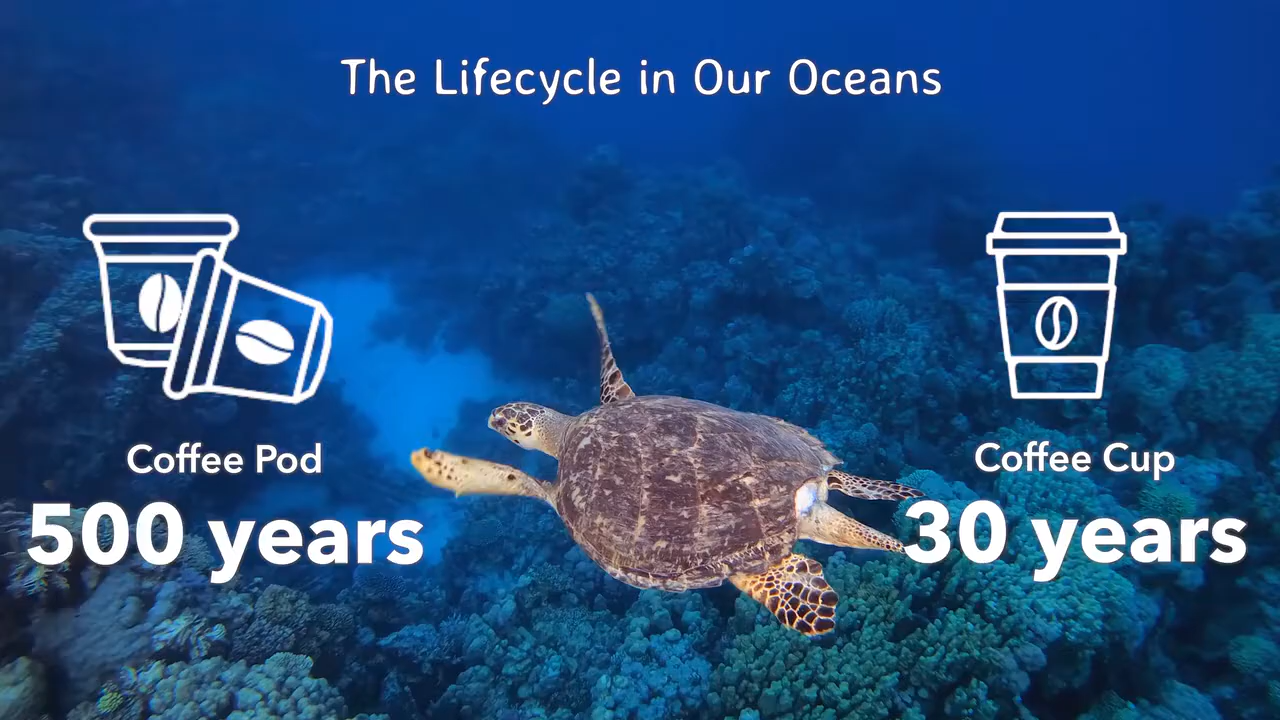 The Lifecycle in Our Oceans
Coffee Pod
500 years
Coffee Cup
30 years